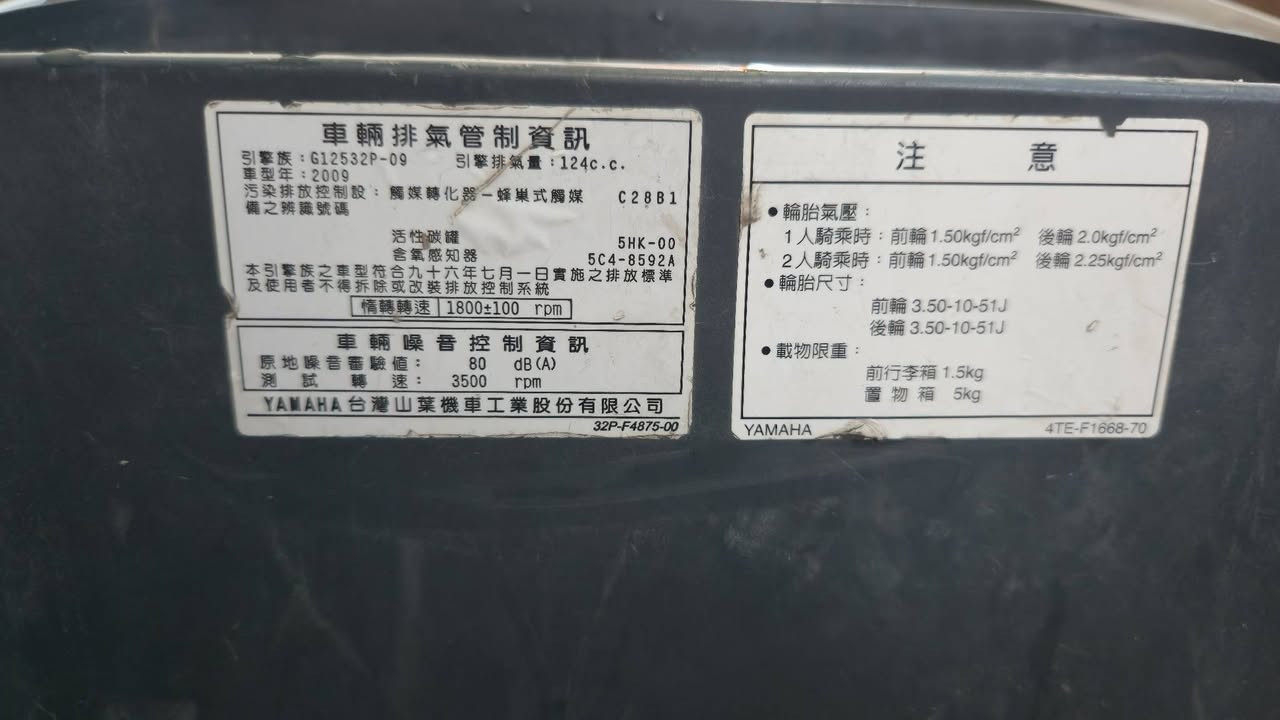 車輛排氣管制資訊
引擎族：G12532P-09 引擎排氣量：124c.c.
車型年：2009
污染排放控制設：觸媒轉化器－蜂巢式觸媒 C28B1
備之辨識號碼
活性碳罐 5HK-00
含氧感知器 5C4-8592A
本引擎族之車型符合九十六年七月一日實施之排放標準
及使用者不得拆除或改裝排放控制系統
惰轉轉速 1800±100 rpm
車輛噪音控制資訊
原地噪音審驗值： 80 dB(A)
測試轉速： 3500 rpm
YAMAHA台灣山葉機車工業股份有限公司
32P-F4875-00
注意
●輪胎氣壓：
1人騎乘時：前輪1.50kgf/cm² 後輪2.0kgf/cm²
2人騎乘時：前輪1.50kgf/cm² 後輪2.25kgf/cm²
●輪胎尺寸：
前輪3.50-10-51J
後輪3.50-10-51J
●載物限重：
前行李箱1.5kg
置物箱 5kg
YAMAHA 4TE-F1668-70